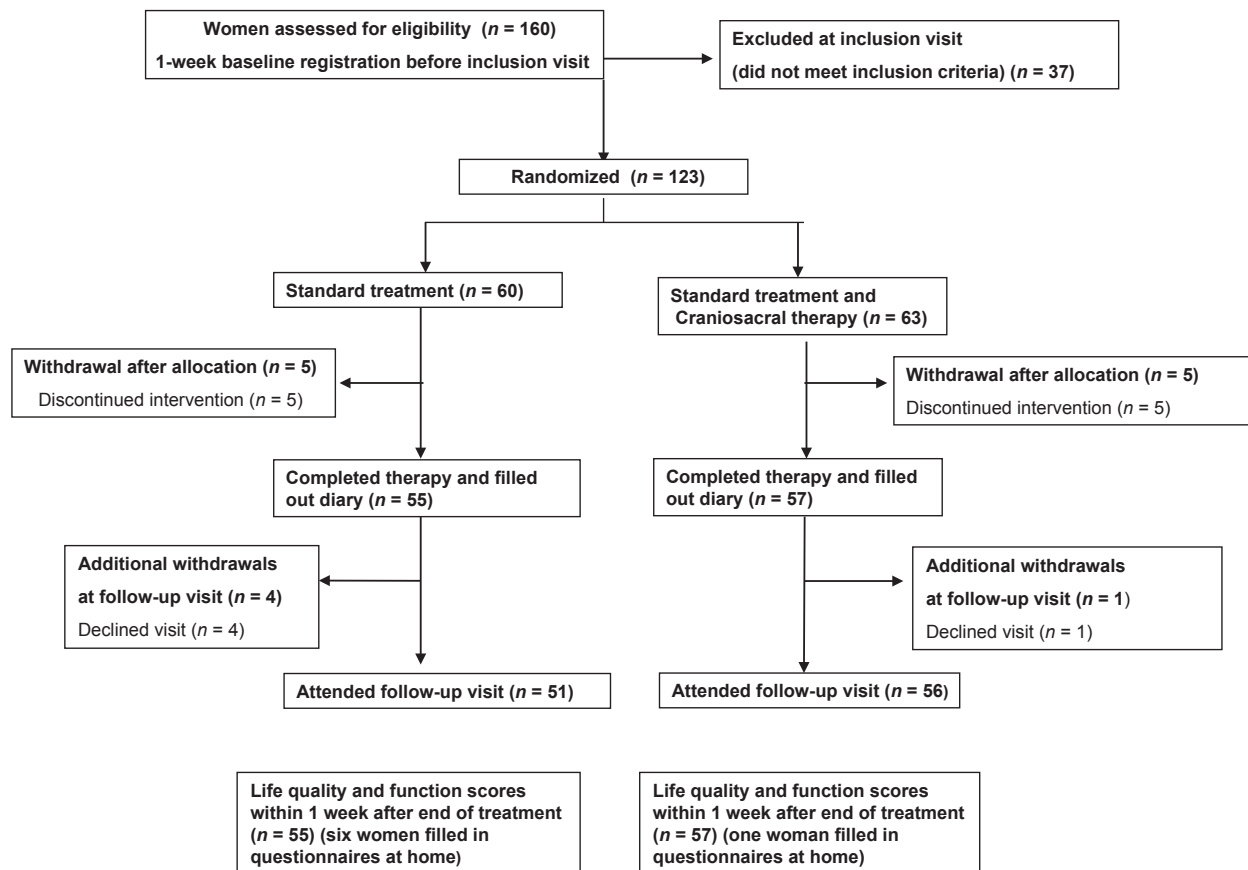 Women assessed for eligibility (n = 160)
1-week baseline registration before inclusion visit
Excluded at inclusion visit
(did not meet inclusion criteria) (n = 37)
Randomized (n = 123)
Standard treatment (n = 60)
Standard treatment and
Craniosacral therapy (n = 63)
Withdrawal after allocation (n = 5)
Discontinued intervention (n = 5)
Withdrawal after allocation (n = 5)
Discontinued intervention (n = 5)
Completed therapy and filled
out diary (n = 55)
Completed therapy and filled
out diary (n = 57)
Additional withdrawals
at follow-up visit (n = 4)
Declined visit (n = 4)
Additional withdrawals
at follow-up visit (n = 1)
Declined visit (n = 1)
Attended follow-up visit (n = 51)
Attended follow-up visit (n = 56)
Life quality and function scores
within 1 week after end of treatment
(n = 55) (six women filled in
questionnaires at home)
Life quality and function scores
within 1 week after end of treatment
(n = 57) (one woman filled in
questionnaires at home)